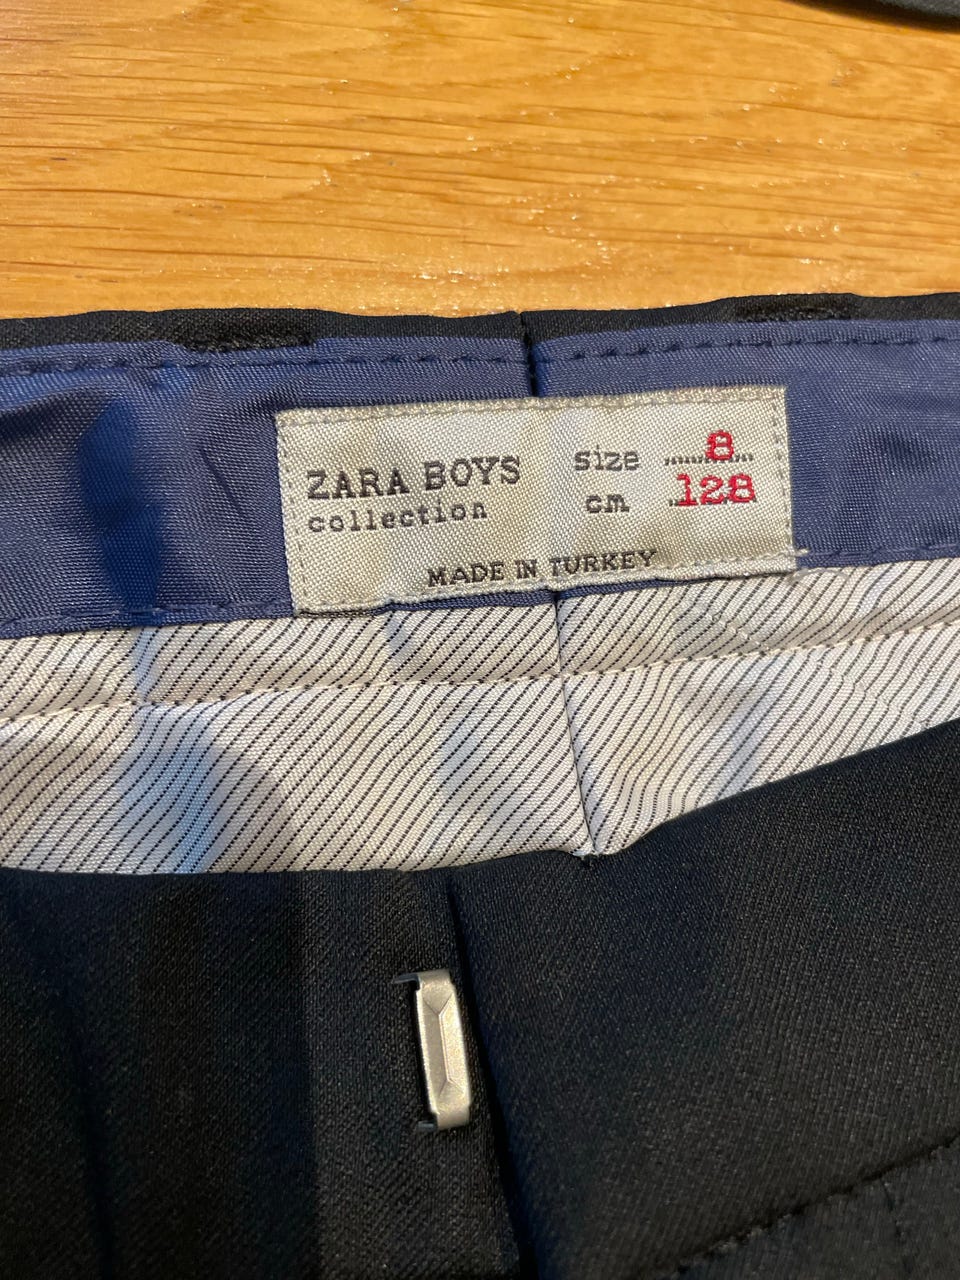 ZARA BOYS
collection
size 8
cm 128
MADE IN TURKEY